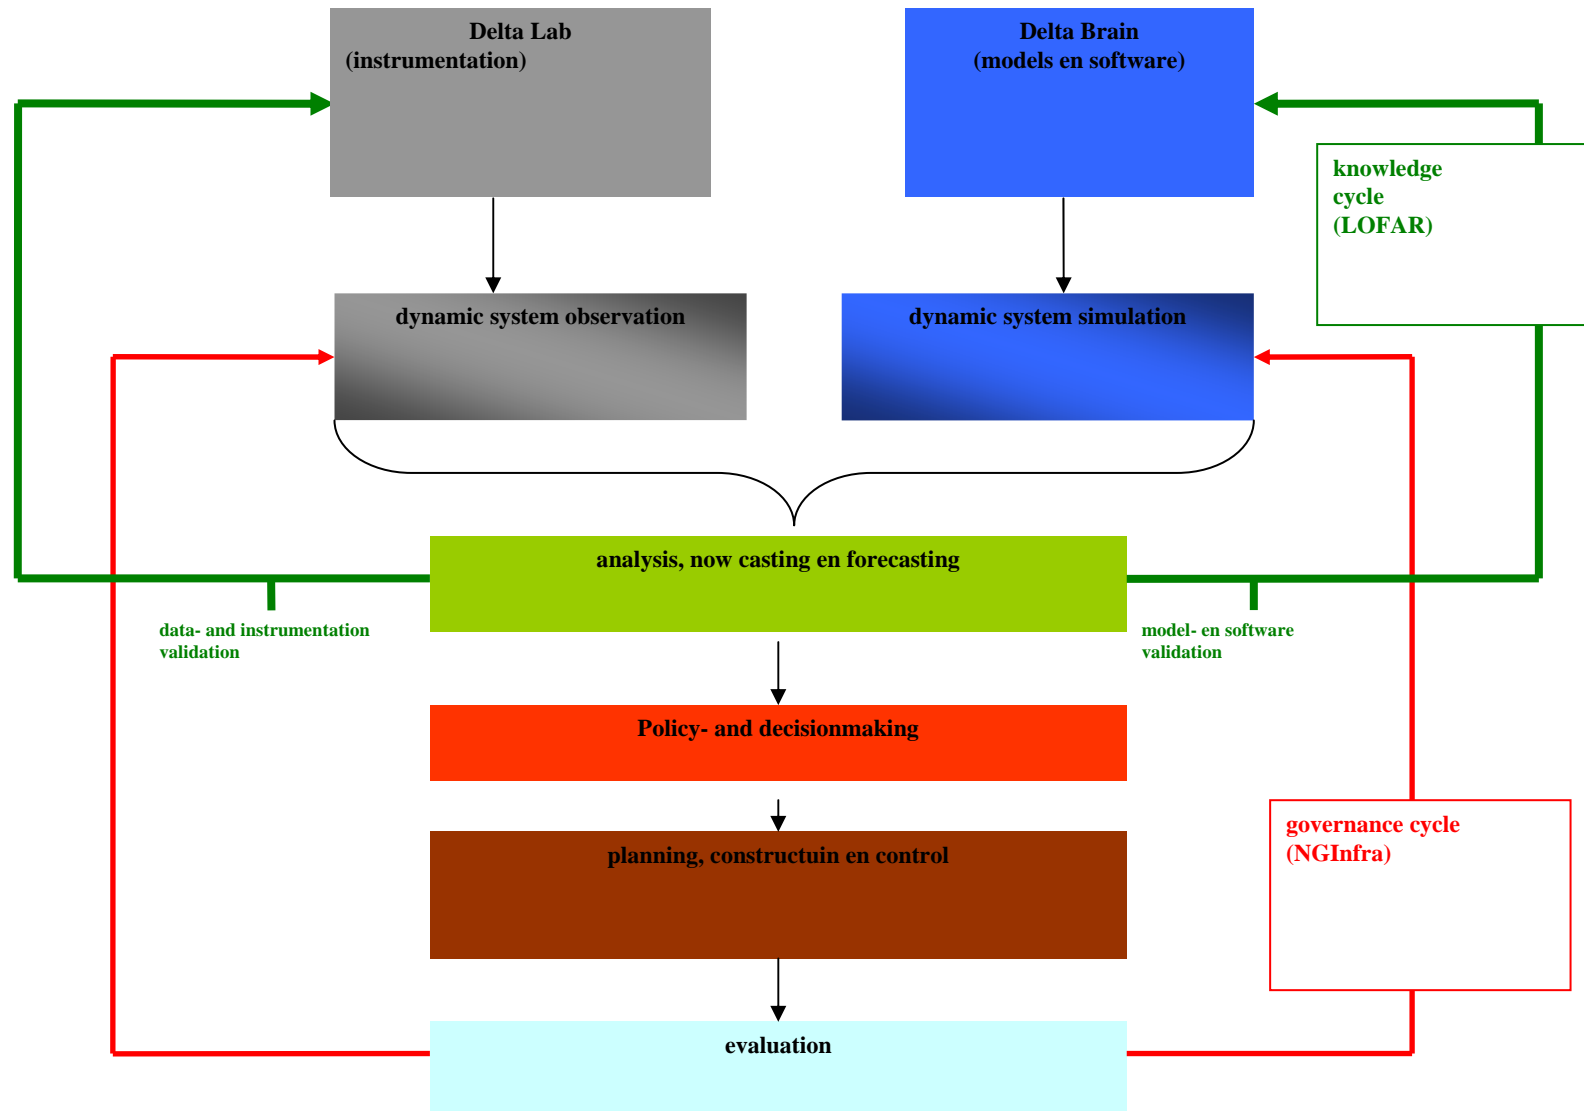 Delta Lab
(instrumentation)
Delta Brain
(models en software)
knowledge
cycle
(LOFAR)
dynamic system observation
dynamic system simulation
analysis, now casting en forecasting
data- and instrumentation
validation
model- en software
validation
Policy- and decisionmaking
governance cycle
(NGInfra)
planning, constructuin en control
evaluation